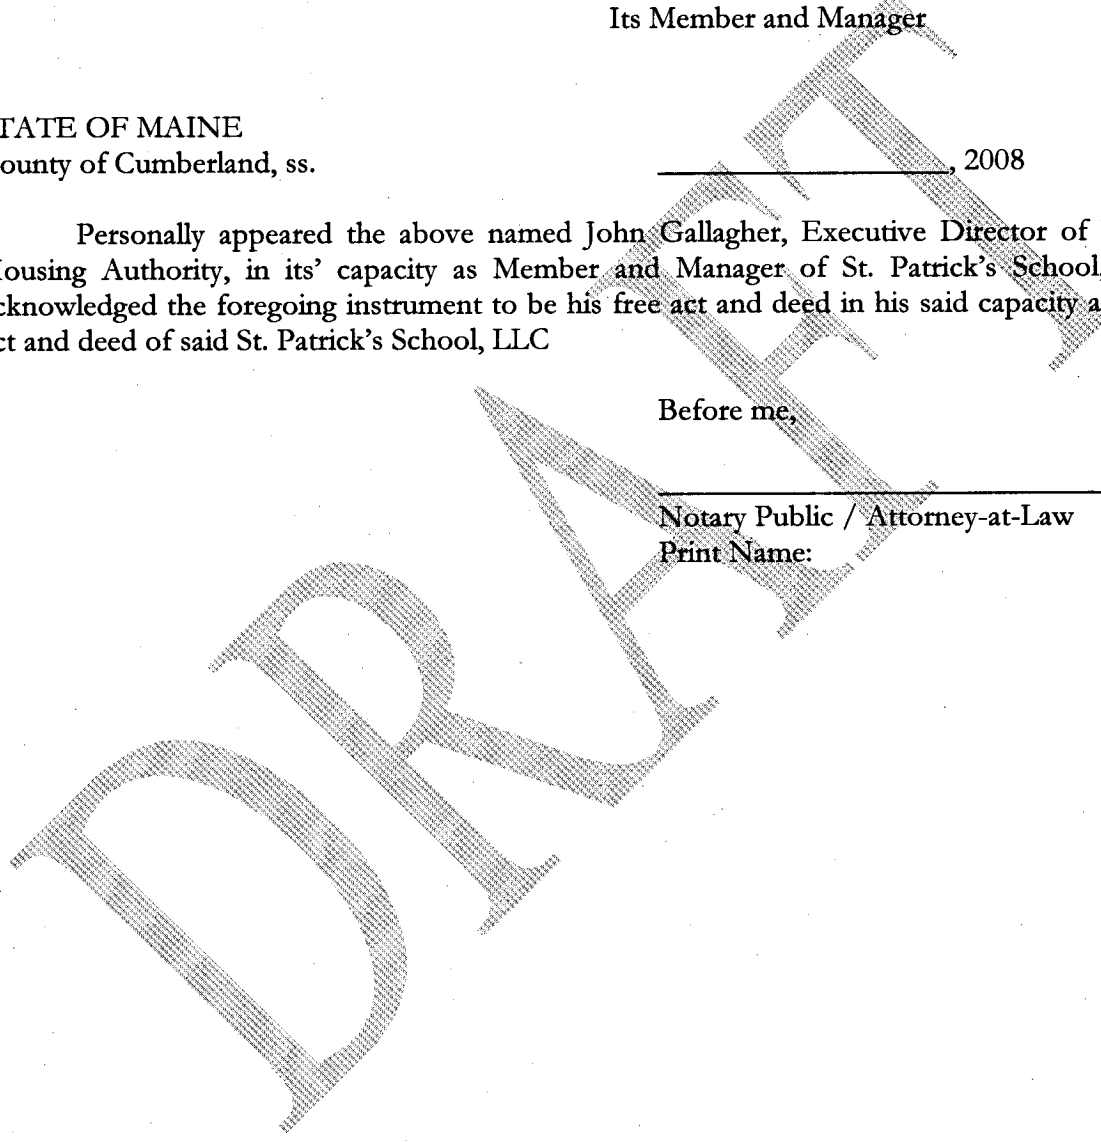 Its Member and Manager
TATE OF MAINE
ounty of Cumberland, ss.
, 2008
Personally appeared the above named John Gallagher, Executive Director of
ousing Authority, in its' capacity as Member and Manager of St. Patrick's School,
cknowledged the foregoing instrument to be his free act and deed in his said capacity a
ct and deed of said St. Patrick's School, LLC
Before me,
Notary Public / Attorney-at-Law
Print Name:
DRAFT